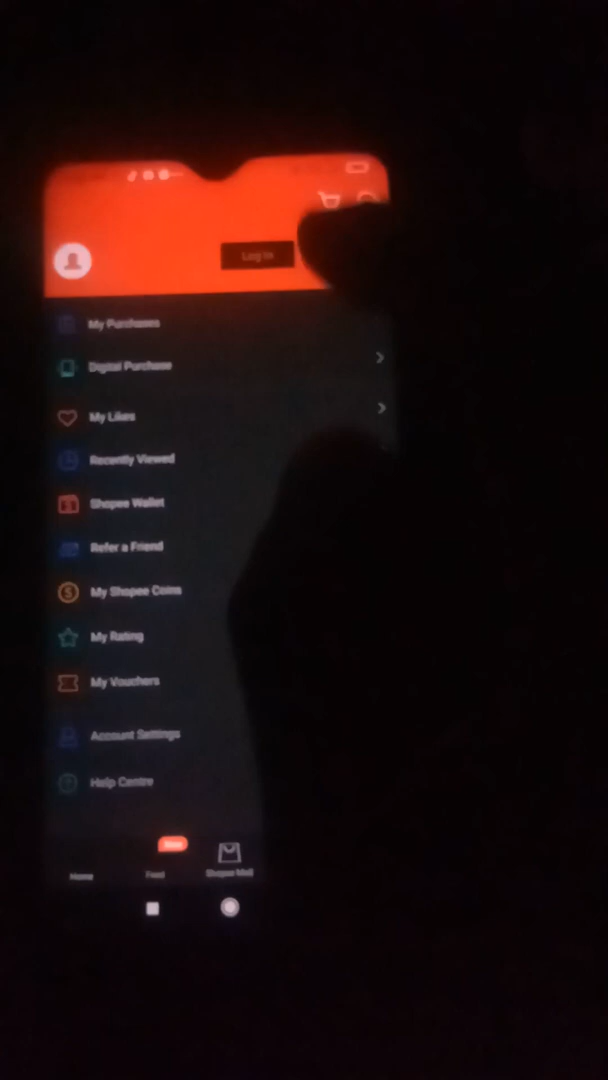 Log In
My Purchases
Digital Purchase
My Likes
Recently Viewed
Shopee Wallet
Refer a Friend
My Shopee Coins
My Rating
My Vouchers
Account Settings
Help Centre
Home
Feed
Shopee Mall